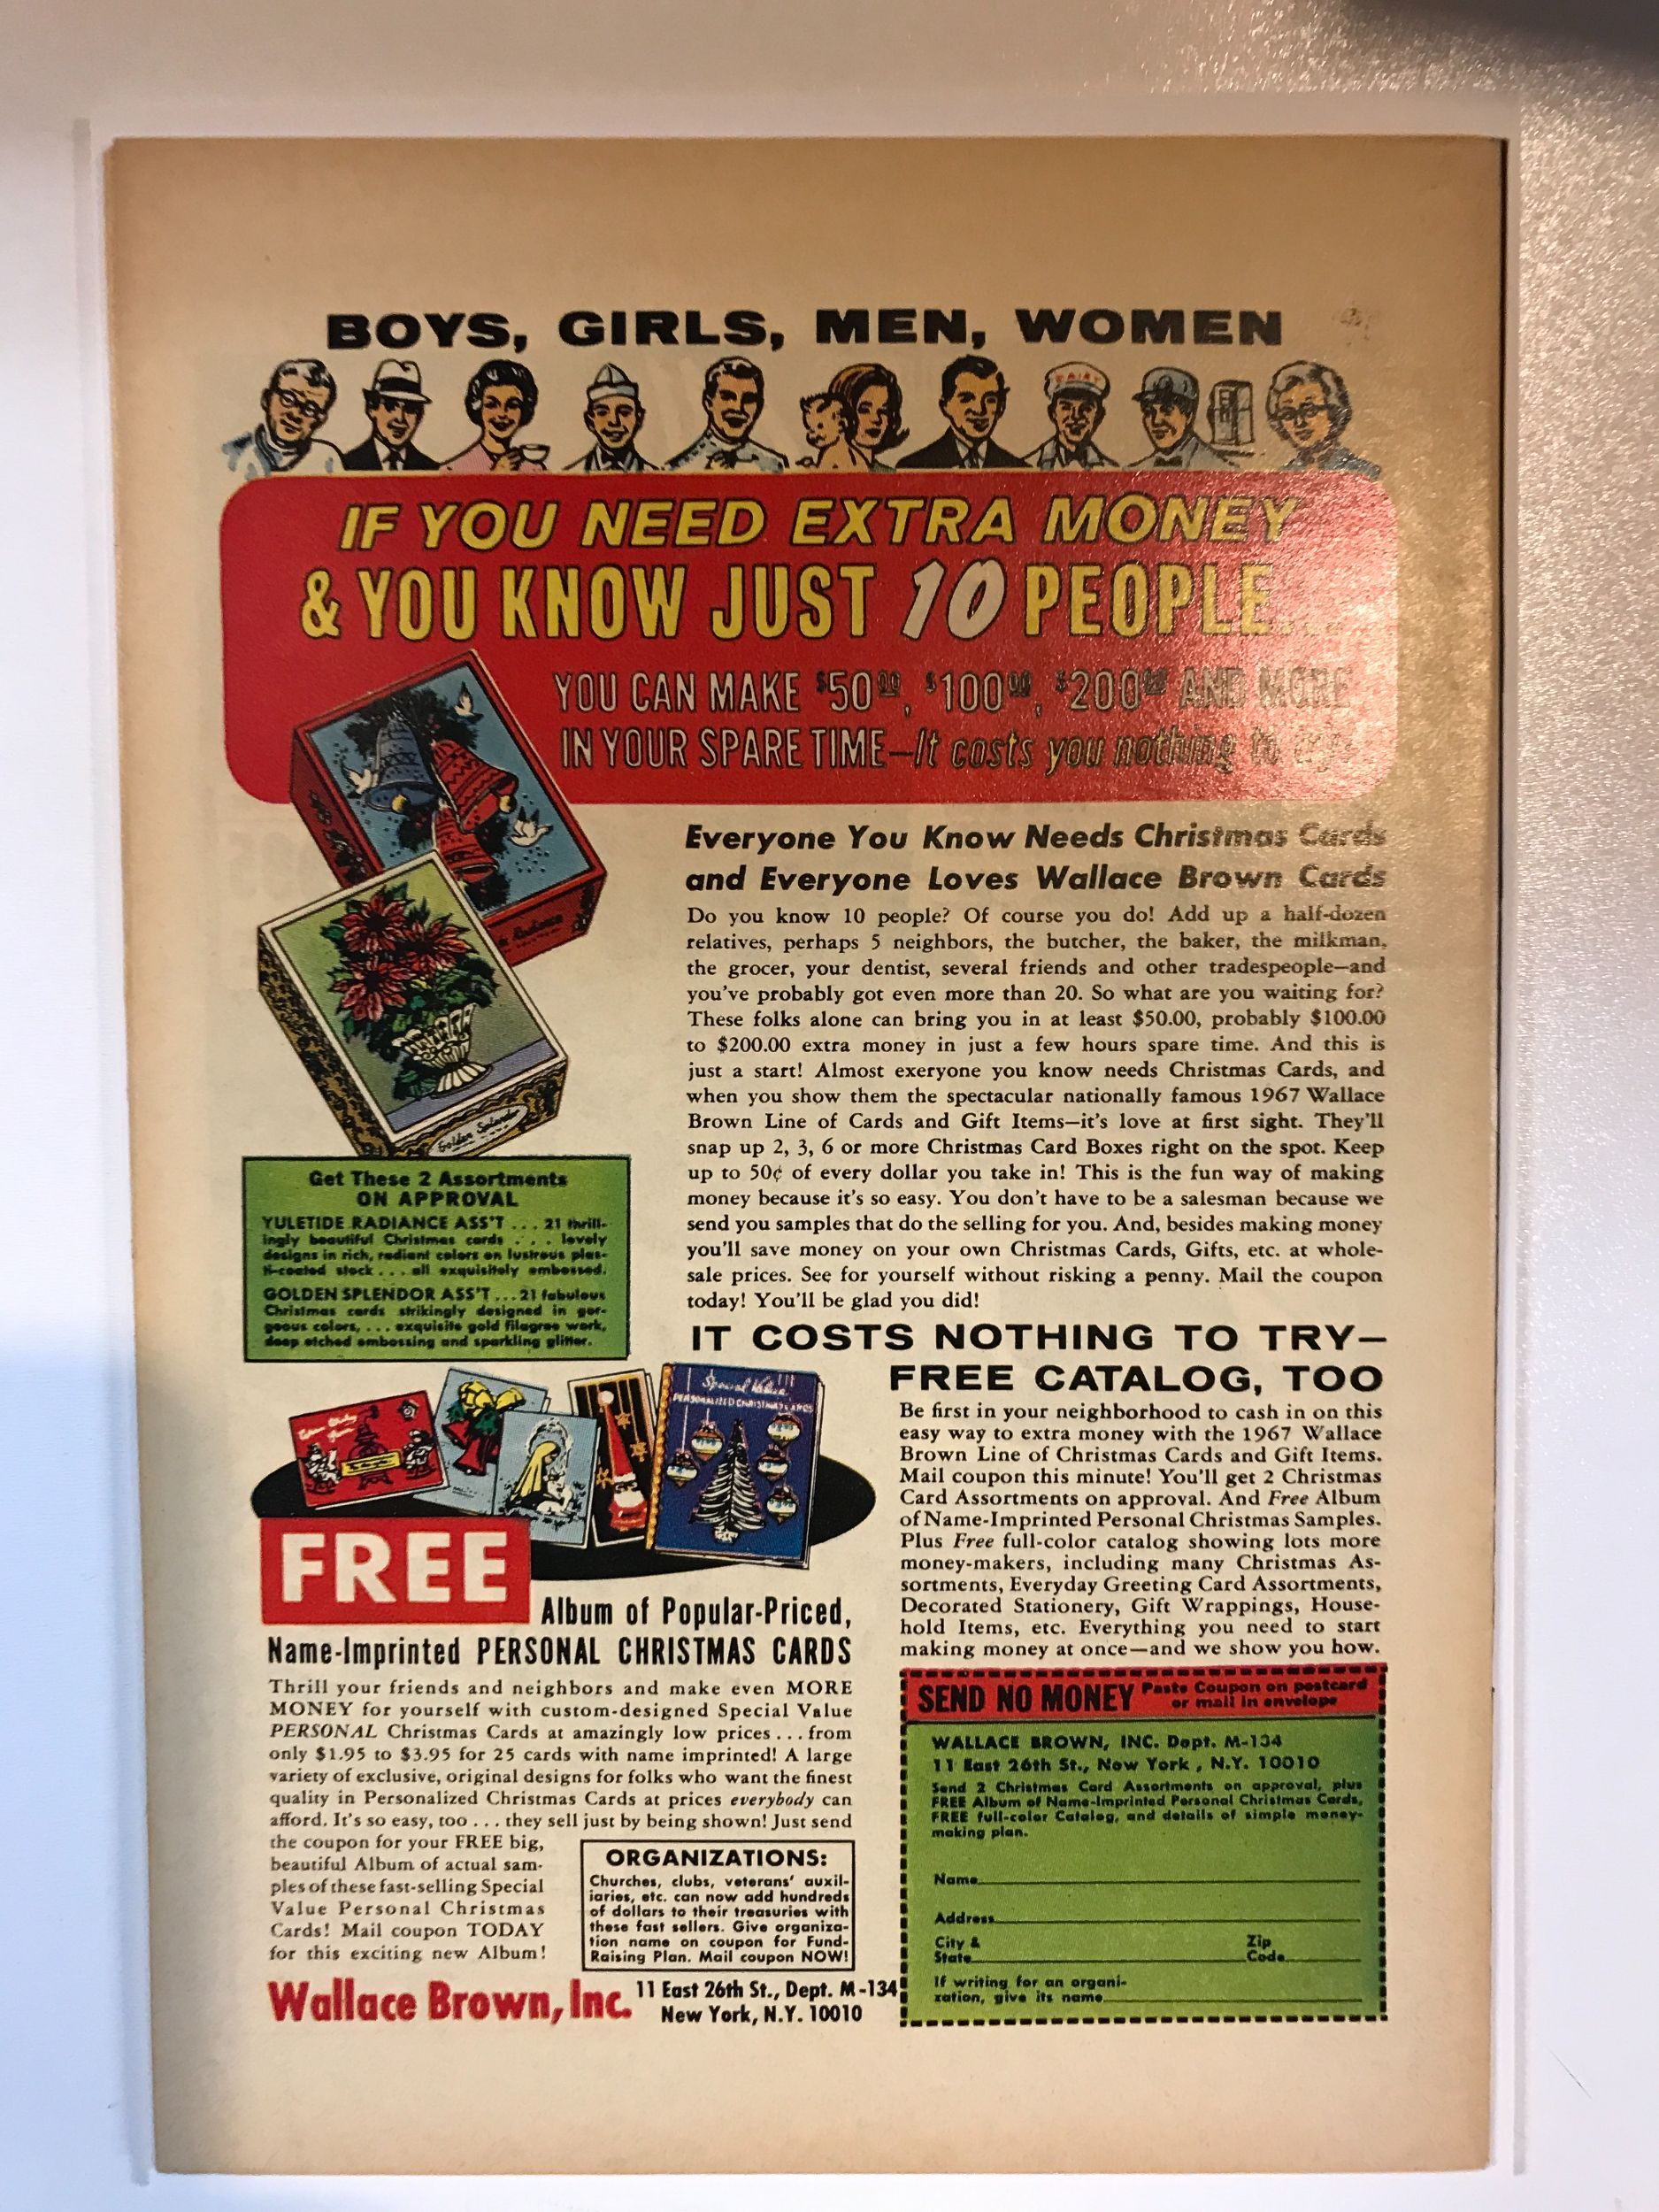 BOYS, GIRLS, MEN, WOMEN
DAIRY
IF YOU NEED EXTRA MONEY
& YOU KNOW JUST 10 PEOPLE...
YOU CAN MAKE $50.00, $100.00, $200.00 AND MORE
IN YOUR SPARE TIME—It costs you nothing to try!
Everyone You Know Needs Christmas Cards
and Everyone Loves Wallace Brown Cards
Do you know 10 people? Of course you do! Add up a half-dozen
relatives, perhaps 5 neighbors, the butcher, the baker, the milkman,
the grocer, your dentist, several friends and other tradespeople—and
you've probably got even more than 20. So what are you waiting for?
These folks alone can bring you in at least $50.00, probably $100.00
to $200.00 extra money in just a few hours spare time. And this is
just a start! Almost exeryone you know needs Christmas Cards, and
when you show them the spectacular nationally famous 1967 Wallace
Brown Line of Cards and Gift Items—it's love at first sight. They'll
snap up 2, 3, 6 or more Christmas Card Boxes right on the spot. Keep
up to 50¢ of every dollar you take in! This is the fun way of making
money because it's so easy. You don't have to be a salesman because we
send you samples that do the selling for you. And, besides making money
you'll save money on your own Christmas Cards, Gifts, etc. at whole-
sale prices. See for yourself without risking a penny. Mail the coupon
today! You'll be glad you did!
Radiance
Golden Splendor
Get These 2 Assortments
ON APPROVAL
YULETIDE RADIANCE ASS'T ... 21 thrill-
ingly beautiful Christmas cards . . . lovely
designs in rich, radiant colors on lustrous plas-
ti-coated stock . . . all exquisitely embossed.
GOLDEN SPLENDOR ASS'T ... 21 fabulous
Christmas cards strikingly designed in gor-
geous colors, . . . exquisite gold filagree work,
deep etched embossing and sparkling glitter.
IT COSTS NOTHING TO TRY—
FREE CATALOG, TOO
Be first in your neighborhood to cash in on this
easy way to extra money with the 1967 Wallace
Brown Line of Christmas Cards and Gift Items.
Mail coupon this minute! You'll get 2 Christmas
Card Assortments on approval. And Free Album
of Name-Imprinted Personal Christmas Samples.
Plus Free full-color catalog showing lots more
money-makers, including many Christmas As-
sortments, Everyday Greeting Card Assortments,
Decorated Stationery, Gift Wrappings, House-
hold Items, etc. Everything you need to start
making money at once—and we show you how.
Special Value
PERSONALIZED CHRISTMAS CARDS
FREE
Album of Popular-Priced,
Name-Imprinted PERSONAL CHRISTMAS CARDS
Thrill your friends and neighbors and make even MORE
MONEY for yourself with custom-designed Special Value
PERSONAL Christmas Cards at amazingly low prices . . . from
only $1.95 to $3.95 for 25 cards with name imprinted! A large
variety of exclusive, original designs for folks who want the finest
quality in Personalized Christmas Cards at prices everybody can
afford. It's so easy, too . . . they sell just by being shown! Just send
the coupon for your FREE big,
beautiful Album of actual sam-
ples of these fast-selling Special
Value Personal Christmas
Cards! Mail coupon TODAY
for this exciting new Album!
ORGANIZATIONS:
Churches, clubs, veterans' auxil-
iaries, etc. can now add hundreds
of dollars to their treasuries with
these fast sellers. Give organiza-
tion name on coupon for Fund-
Raising Plan. Mail coupon NOW!
Wallace Brown, Inc. 11 East 26th St., Dept. M-134
New York, N.Y. 10010
SEND NO MONEY Paste Coupon on postcard
or mail in envelope
WALLACE BROWN, INC. Dept. M-134
11 East 26th St., New York , N.Y. 10010
Send 2 Christmas Card Assortments on approval, plus
FREE Album of Name-Imprinted Personal Christmas Cards,
FREE full-color Catalog, and details of simple money-
making plan.
Name
Address
City & Zip
State Code
If writing for an organi-
zation, give its name